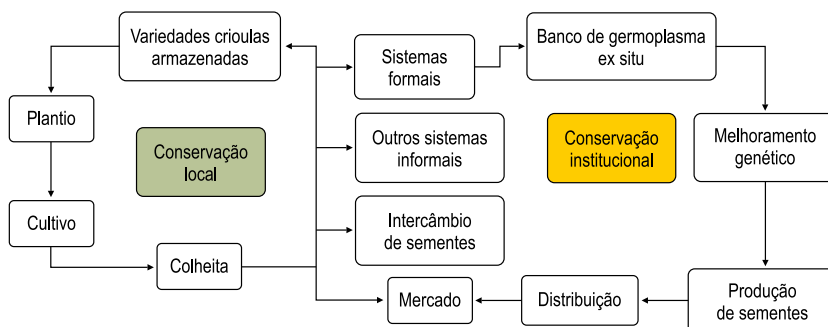 Variedades crioulas
armazenadas
Sistemas
formais
Banco de germoplasma
ex situ
Plantio
Conservação
local
Outros sistemas
informais
Conservação
institucional
Melhoramento
genético
Cultivo
Intercâmbio
de sementes
Colheita
Mercado
Distribuição
Produção
de sementes